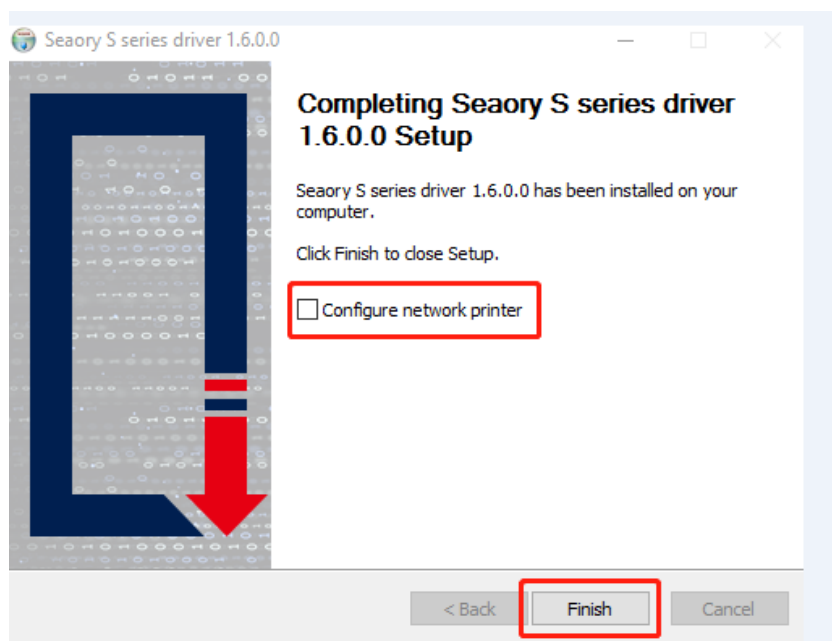 Seaory S series driver 1.6.0.0
Completing Seaory S series driver
1.6.0.0 Setup
Seaory S series driver 1.6.0.0 has been installed on your
computer.
Click Finish to close Setup.
Configure network printer
< Back
Finish
Cancel